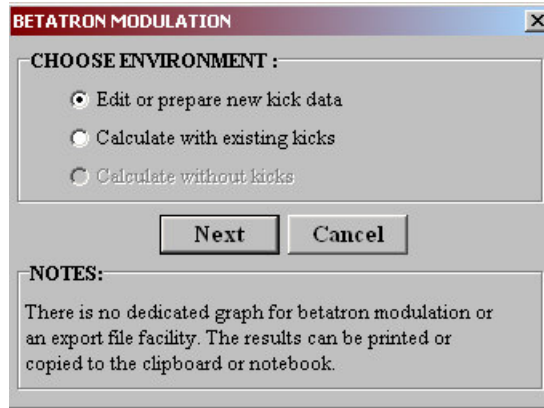 BETATRON MODULATION
CHOOSE ENVIRONMENT :
Edit or prepare new kick data
Calculate with existing kicks
Calculate without kicks
Next Cancel
NOTES:
There is no dedicated graph for betatron modulation or
an export file facility. The results can be printed or
copied to the clipboard or notebook.